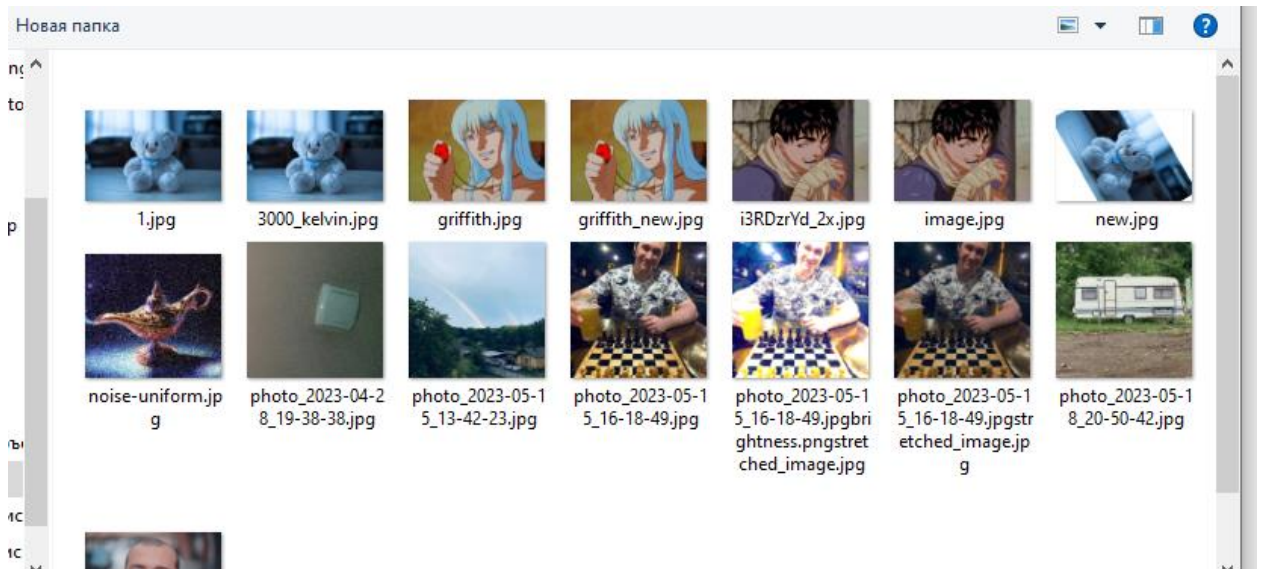 Новая папка
1.jpg
3000_kelvin.jpg
griffith.jpg
griffith_new.jpg
i3RDzrYd_2x.jpg
image.jpg
new.jpg
noise-uniform.jp
g
photo_2023-04-2
8_19-38-38.jpg
photo_2023-05-1
5_13-42-23.jpg
photo_2023-05-1
5_16-18-49.jpg
photo_2023-05-1
5_16-18-49.jpgbri
ghtness.pngstret
ched_image.jpg
photo_2023-05-1
5_16-18-49.jpgstr
etched_image.jp
g
photo_2023-05-1
8_20-50-42.jpg